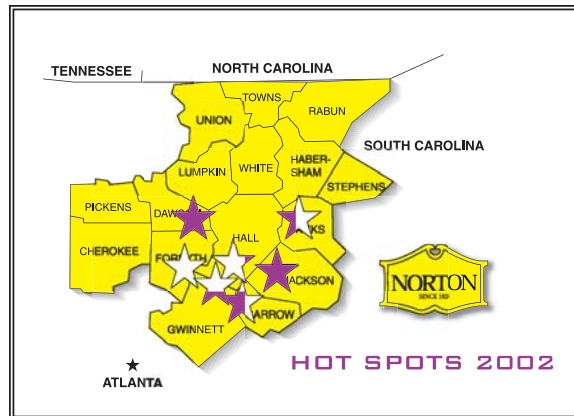 TENNESSEE
NORTH CAROLINA
TOWNS
RABUN
UNION
SOUTH CAROLINA
WHITE
HABER-
SHAM
LUMPKIN
STEPHENS
PICKENS
HALL
CHEROKEE
GWINNETT
NORTON
HOT SPOTS 2002
ATLANTA